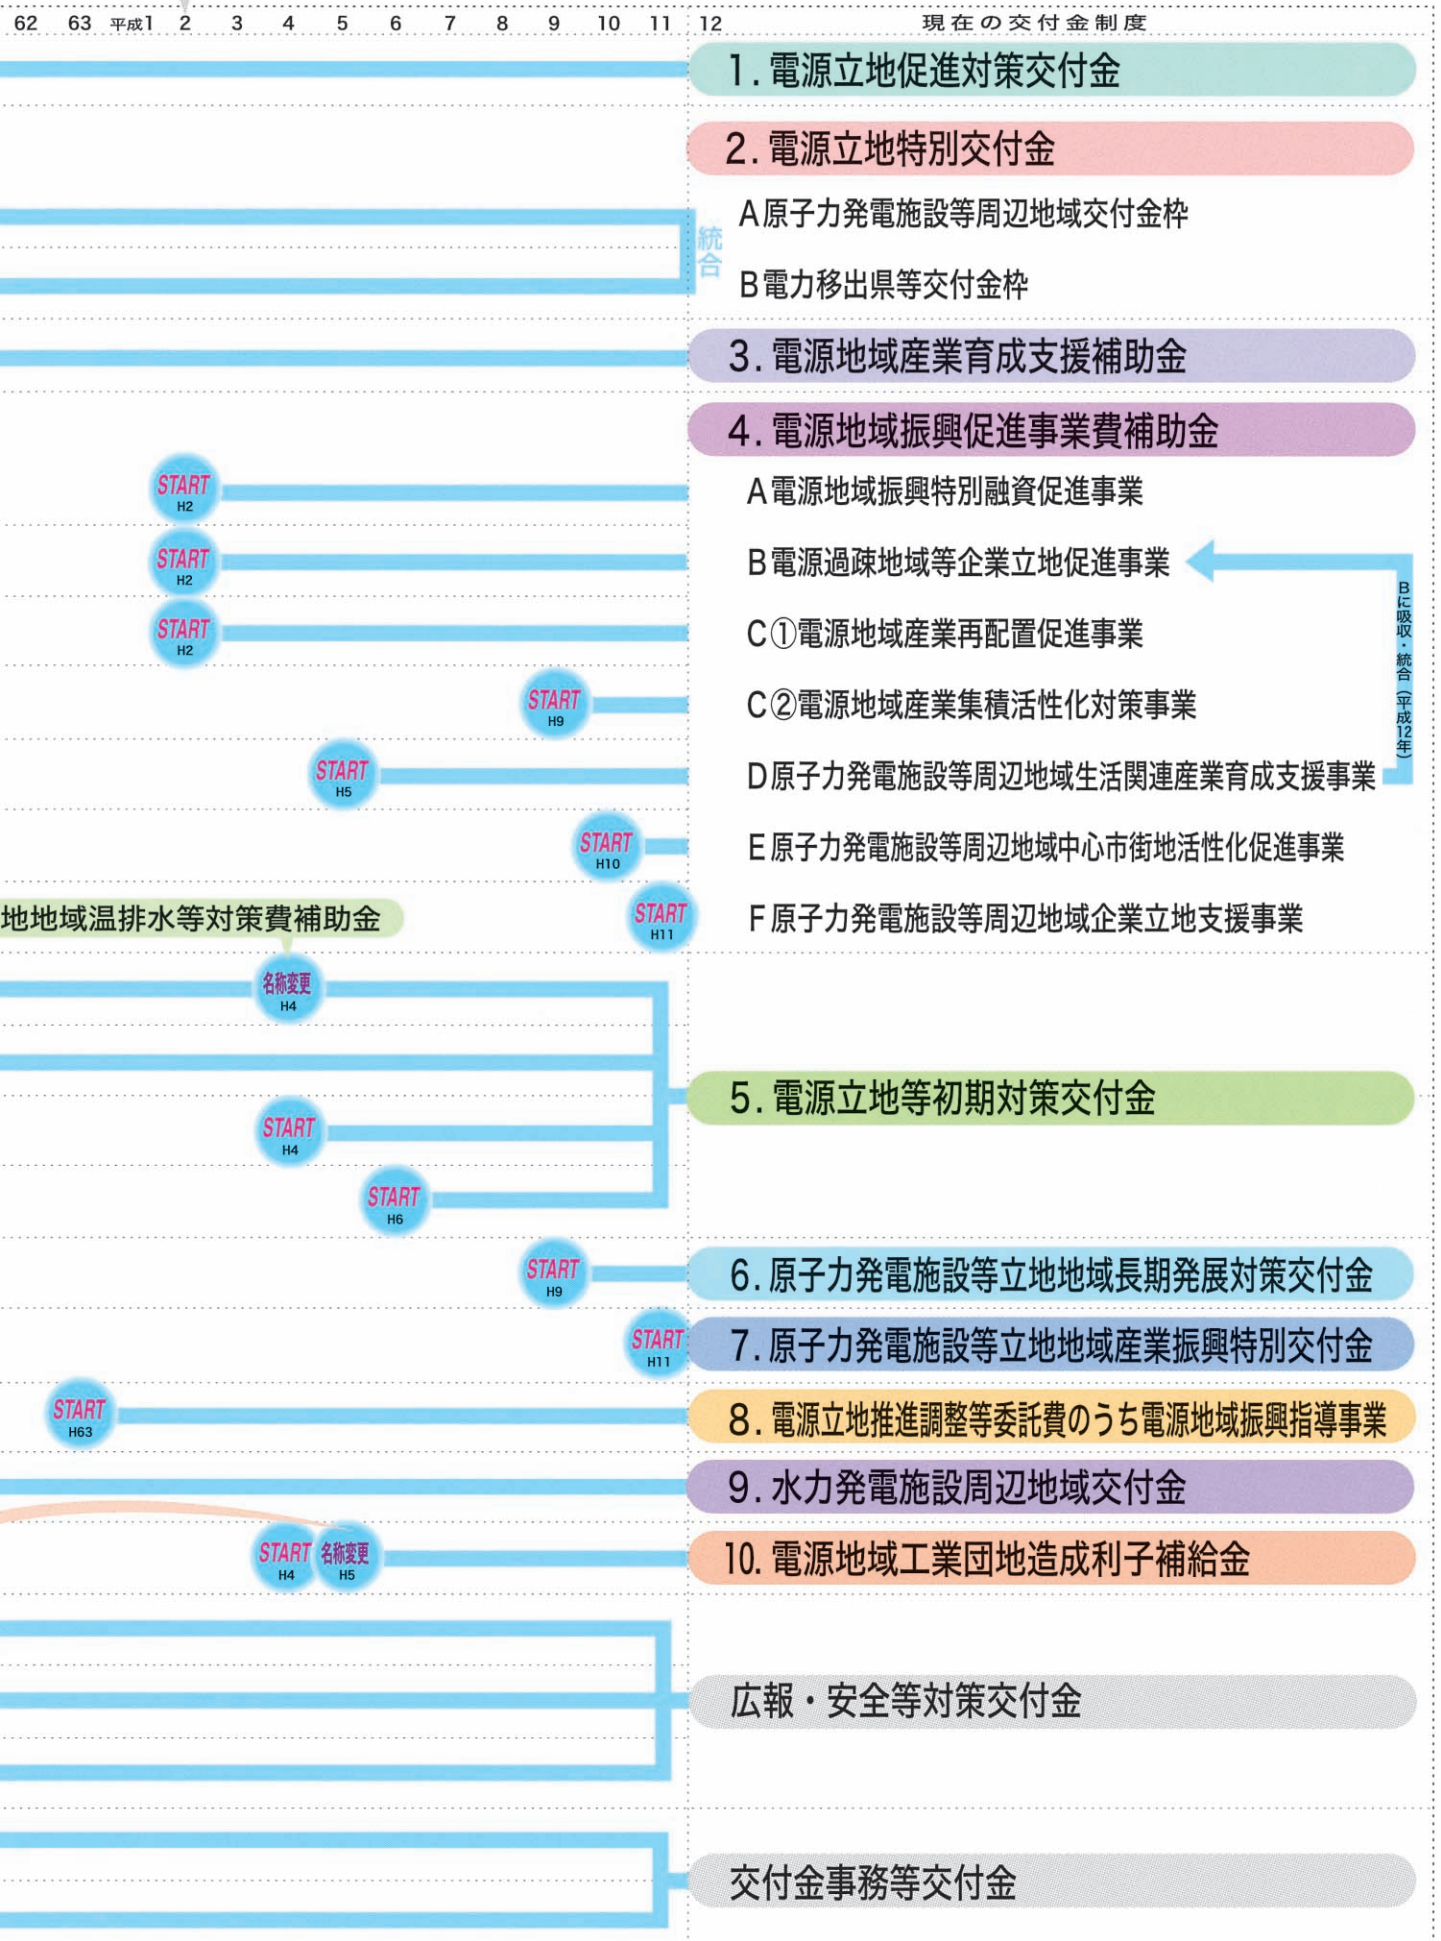 62 63 平成1 2 3 4 5 6 7 8 9 10 11 12 現在の交付金制度
1.電源立地促進対策交付金
2.電源立地特別交付金
A原子力発電施設等周辺地域交付金枠
統合
B電力移出県等交付金枠
3.電源地域産業育成支援補助金
4.電源地域振興促進事業費補助金
START H2
A電源地域振興特別融資促進事業
START H2
B電源過疎地域等企業立地促進事業
Bに吸収・統合(平成12年)
START H2
C①電源地域産業再配置促進事業
START H9
C②電源地域産業集積活性化対策事業
START H5
D原子力発電施設等周辺地域生活関連産業育成支援事業
START H10
E原子力発電施設等周辺地域中心市街地活性化促進事業
地地域温排水等対策費補助金
START H11
F原子力発電施設等周辺地域企業立地支援事業
名称変更 H4
5.電源立地等初期対策交付金
START H4
START H6
START H9
6.原子力発電施設等立地地域長期発展対策交付金
START H11
7.原子力発電施設等立地地域産業振興特別交付金
START H63
8.電源立地推進調整等委託費のうち電源地域振興指導事業
9.水力発電施設周辺地域交付金
START H4
名称変更 H5
10.電源地域工業団地造成利子補給金
広報・安全等対策交付金
交付金事務等交付金